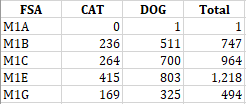 FSA CAT DOG Total
M1A 0 1 1
M1B 236 511 747
M1C 264 700 964
M1E 415 803 1,218
M1G 169 325 494